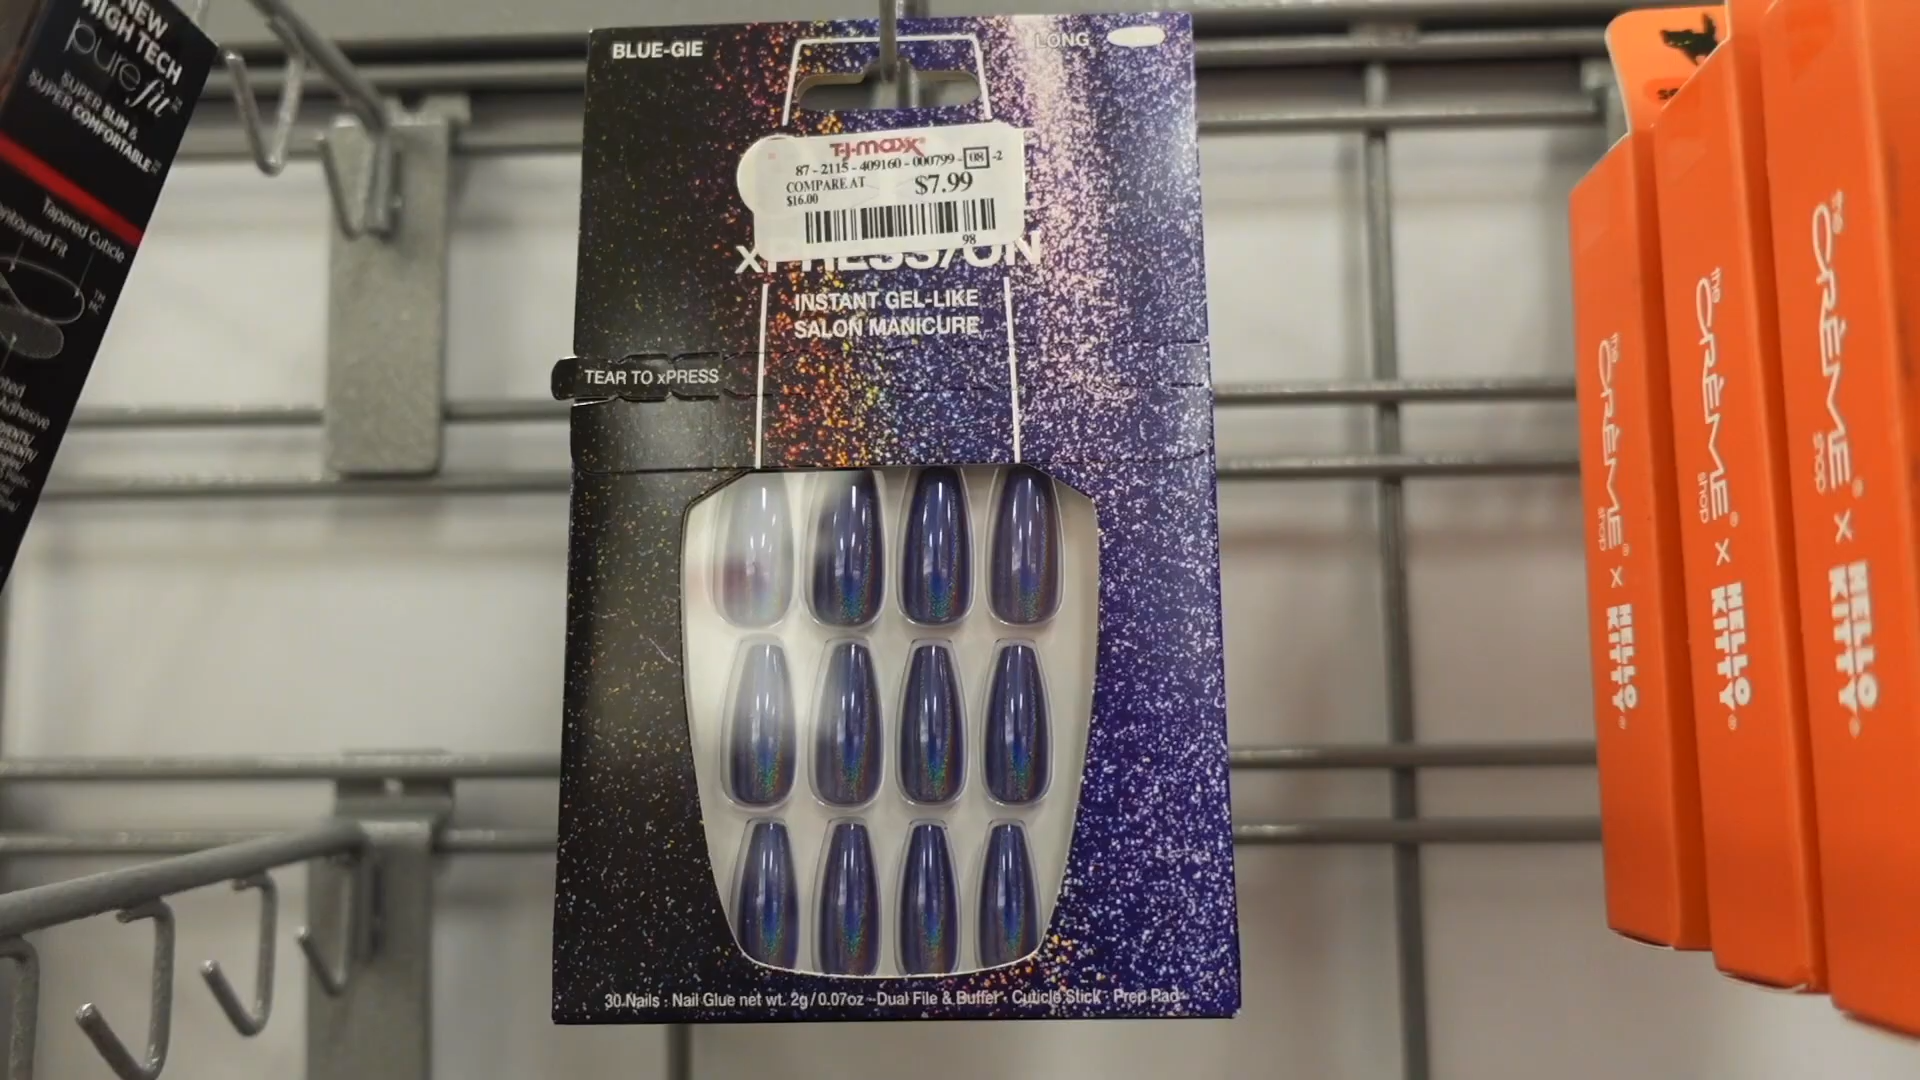 NEW
HIGH TECH
purefit
SUPER SLIM &
SUPER COMFORTABLE
Tapered Cuticle
Contoured Fit
Adhesive
BLUE-GIE
LONG
T·J·maxx®
87 - 2115 - 409160 - 000799 - 08 -2
COMPARE AT
$7.99
$16.00
98
xPRESS/ON
INSTANT GEL-LIKE
SALON MANICURE
TEAR TO xPRESS
30 Nails · Nail Glue net wt. 2g/0.07oz · Dual File & Buffer · Cuticle Stick · Prep Pad
the CRÈME shop® x HELLO KITTY®
the CRÈME shop® x HELLO KITTY®
the CRÈME shop® x HELLO KITTY®